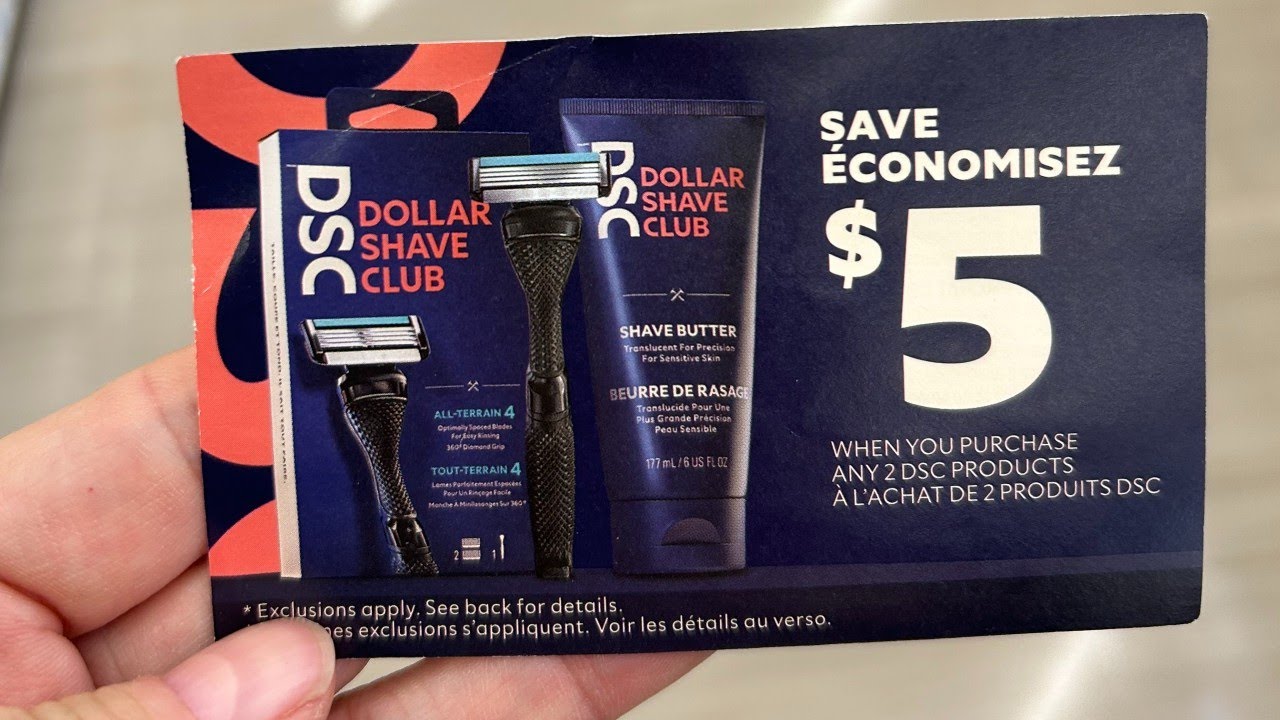 DSC
DOLLAR
SHAVE
CLUB
ALL-TERRAIN 4
Optimally Spaced Blades
For Easy Rinsing
360° Diamond Grip
TOUT-TERRAIN 4
Lames Parfaitement Espacées
Pour Un Rinçage Facile
Manche À Minilosanges Sur 360°
2 1
DSC
DOLLAR
SHAVE
CLUB
SHAVE BUTTER
Translucent For Precision
For Sensitive Skin
BEURRE DE RASAGE
Translucide Pour Une
Plus Grande Précision
Peau Sensible
177 mL / 6 US FL OZ
SAVE
ÉCONOMISEZ
$5
WHEN YOU PURCHASE
ANY 2 DSC PRODUCTS
À L'ACHAT DE 2 PRODUITS DSC
* Exclusions apply. See back for details.
exclusions s'appliquent. Voir les détails au verso.